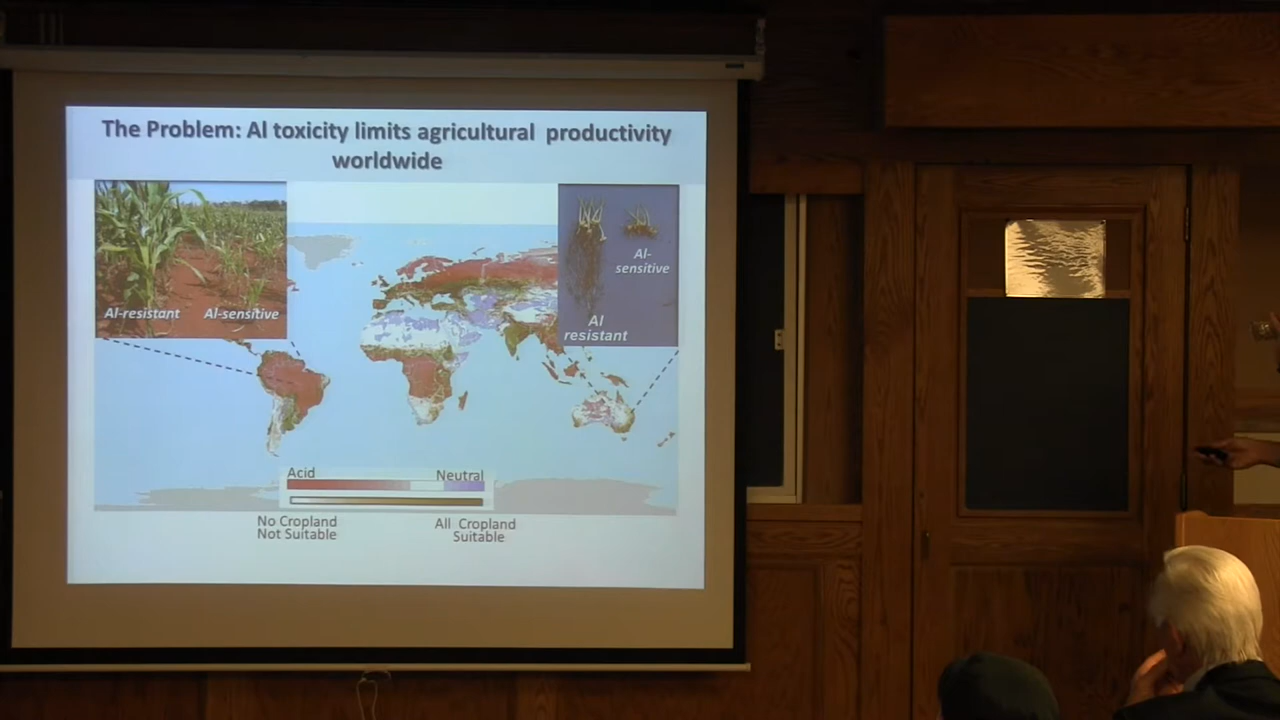 The Problem: Al toxicity limits agricultural productivity
worldwide
Al-resistant Al-sensitive
Al-
sensitive
Al
resistant
Acid Neutral
No Cropland All Cropland
Not Suitable Suitable